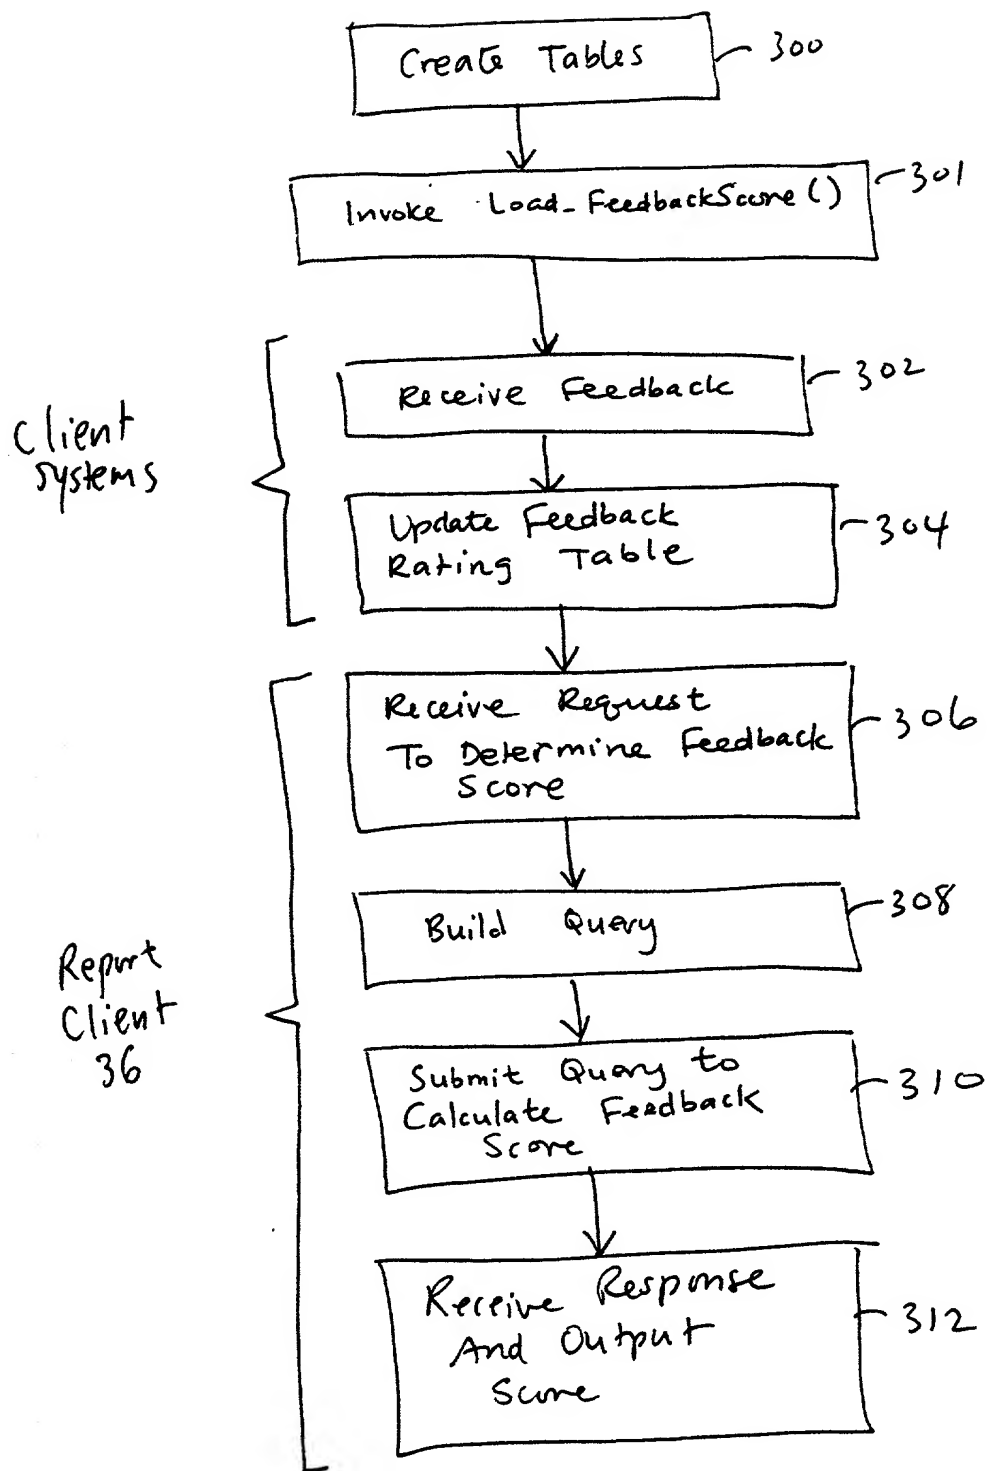 Create Tables
300
Invoke Load_FeedbackScore()
301
Receive Feedback
302
Client
systems
Update Feedback
Rating Table
304
Receive Request
To Determine Feedback
Score
306
Build Query
308
Report
Client
36
Submit Query to
Calculate Feedback
Score
310
Receive Response
And Output
Score
312